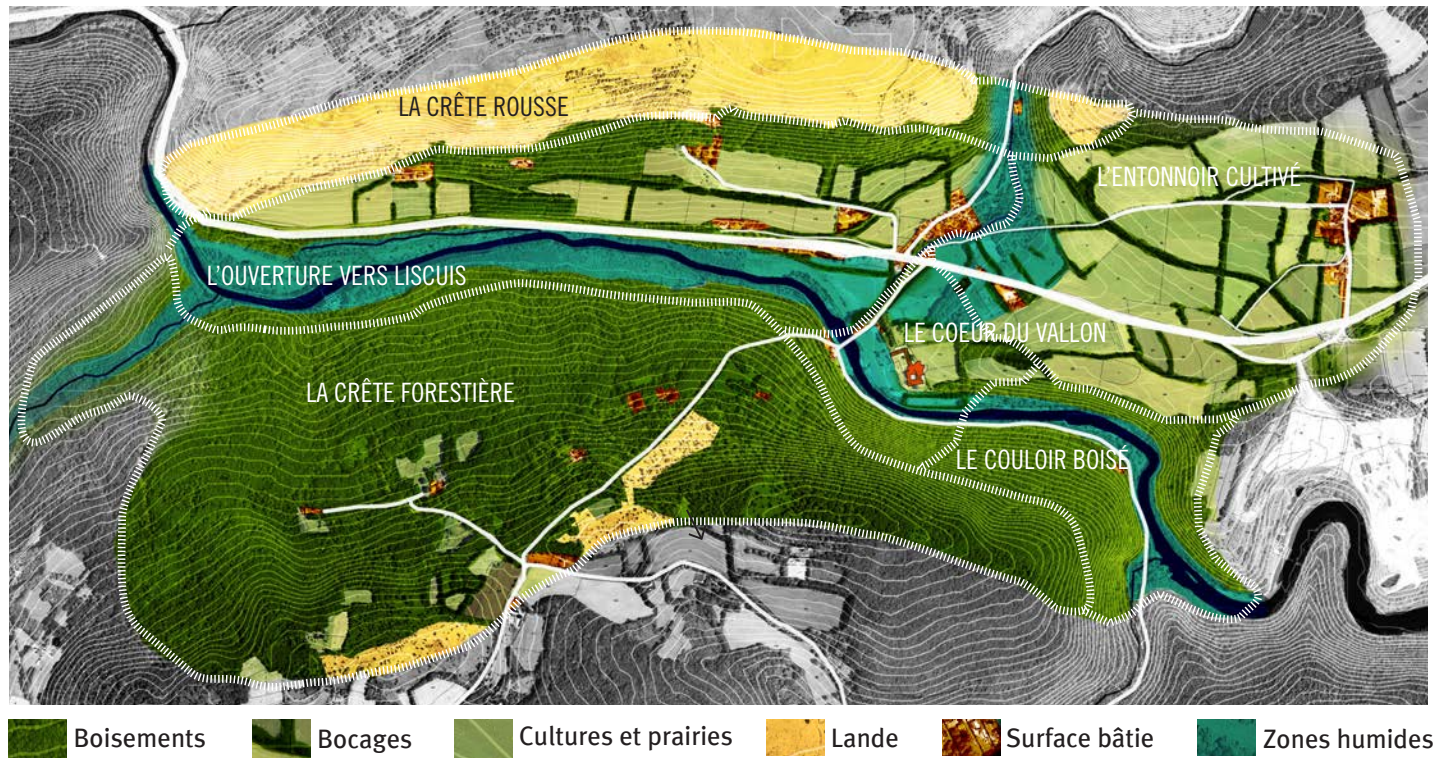 LA CRÊTE ROUSSE
L'ENTONNOIR CULTIVÉ
L'OUVERTURE VERS LISCUIS
LE COEUR DU VALLON
LA CRÊTE FORESTIÈRE
LE COULOIR BOISÉ
Boisements
Bocages
Cultures et prairies
Lande
Surface bâtie
Zones humides